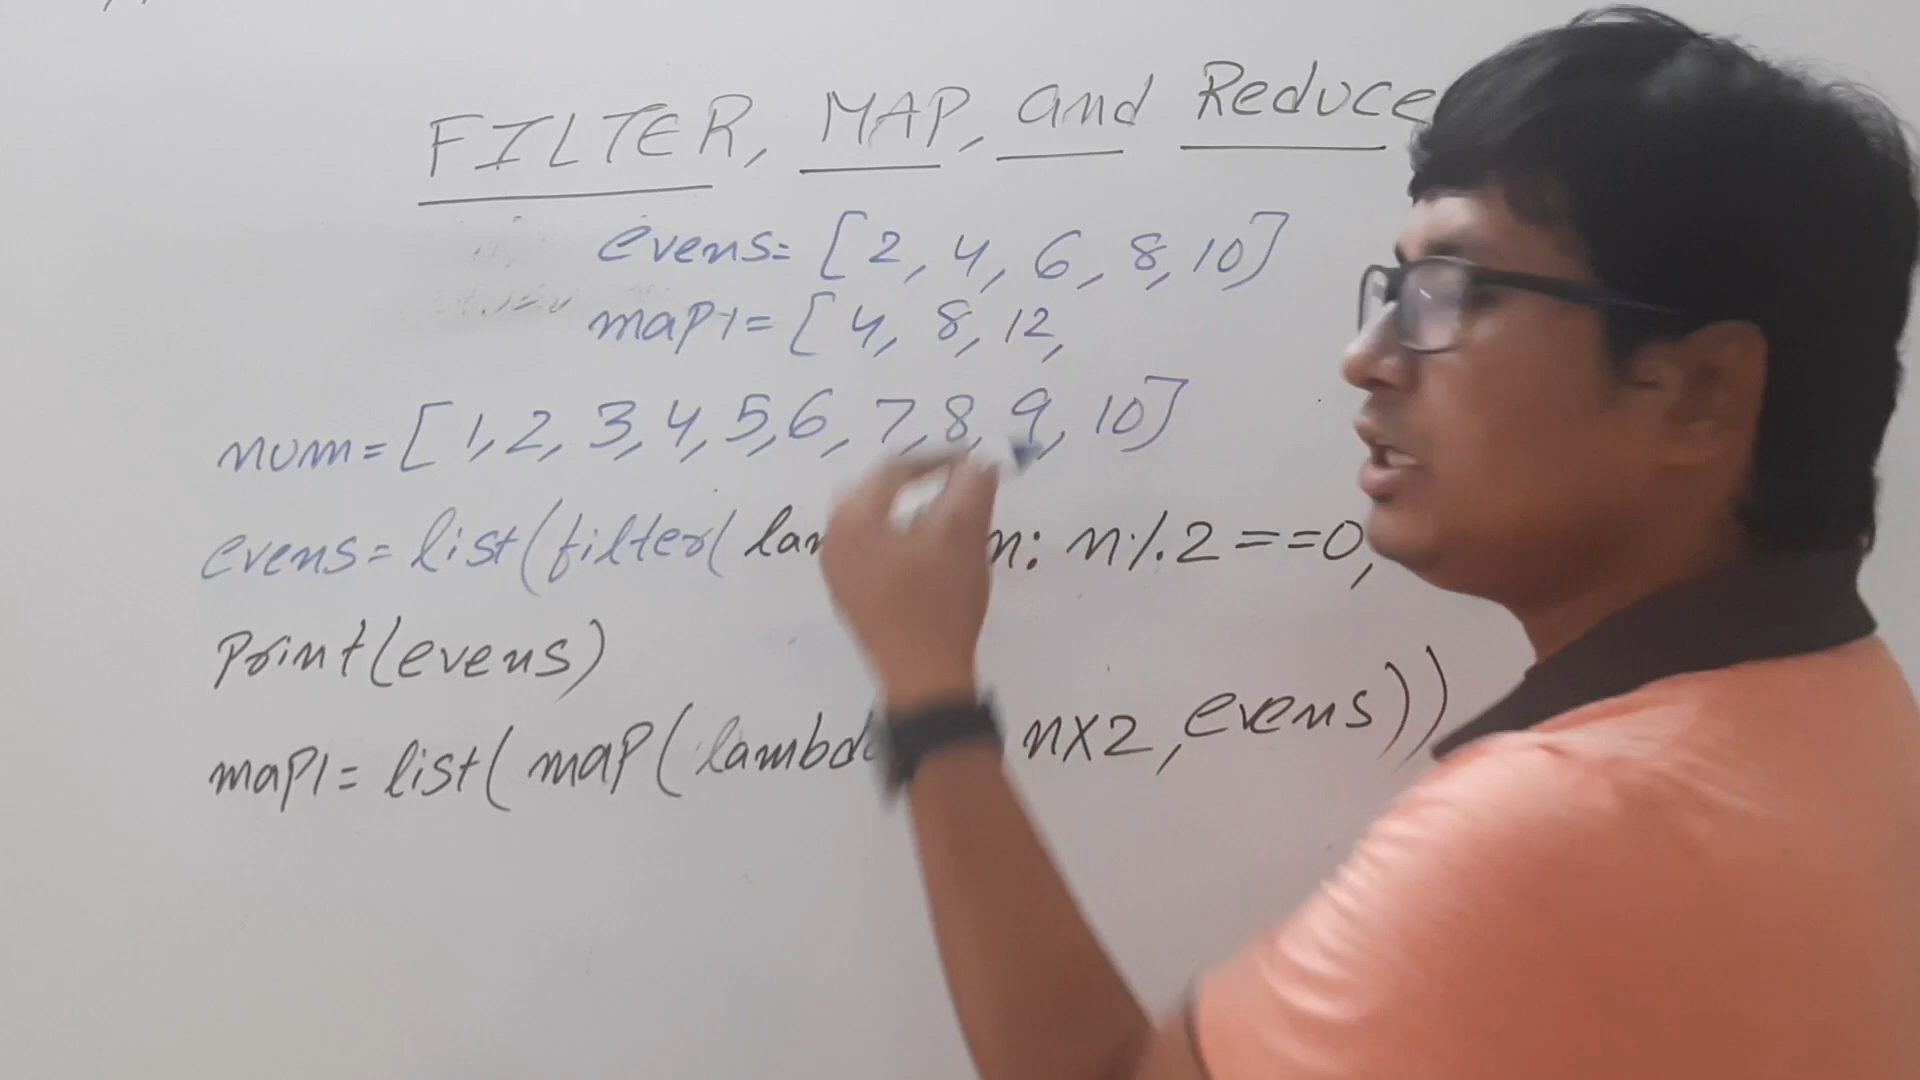 FILTER, MAP, and Reduce
evens= [2, 4, 6, 8, 10]
map1= [4, 8, 12,
num= [1, 2, 3, 4, 5, 6, 7, 8, 9, 10]
evens= list(filter( n: n%2==0,
Print(evens)
map1= list( map( nx2, evens))